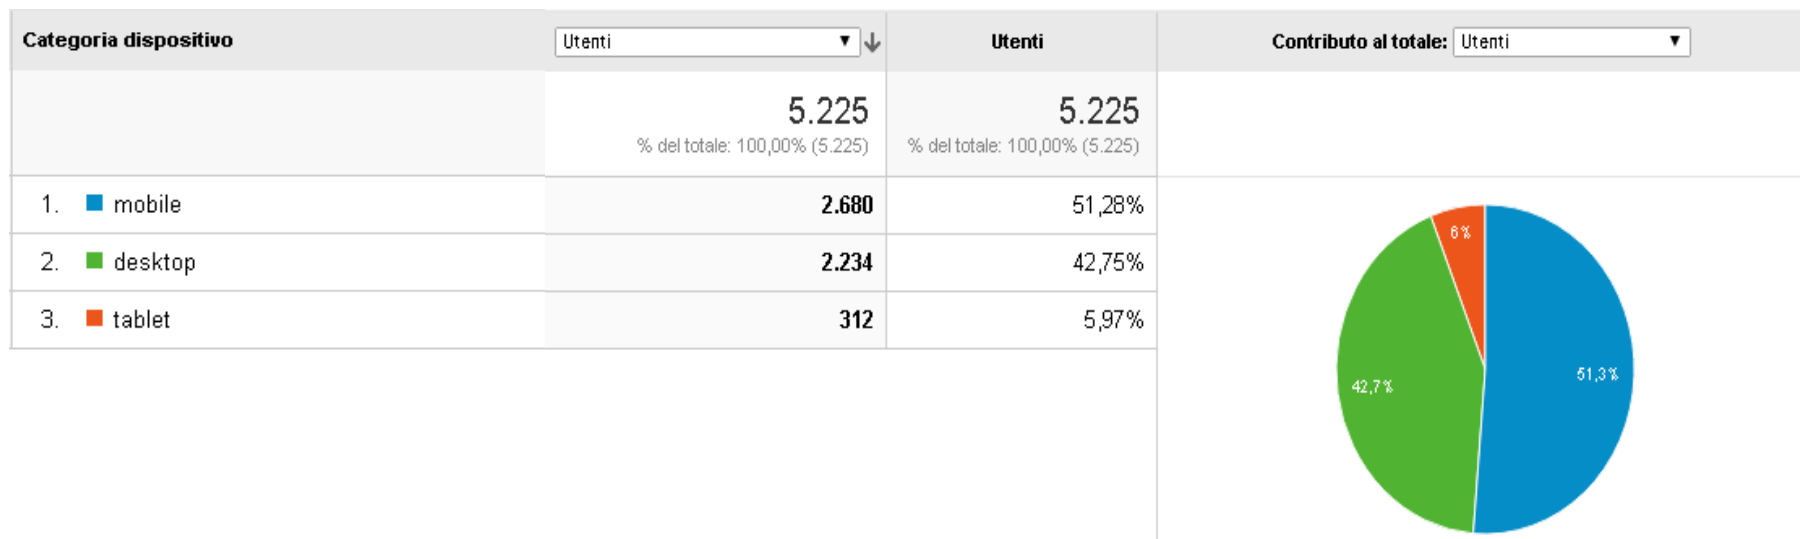 Categoria dispositivo Utenti Utenti Contributo al totale: Utenti
5.225 5.225
% del totale: 100,00% (5.225) % del totale: 100,00% (5.225)
1. mobile 2.680 51,28%
2. desktop 2.234 42,75%
3. tablet 312 5,97%
6%
51,3%
42,7%